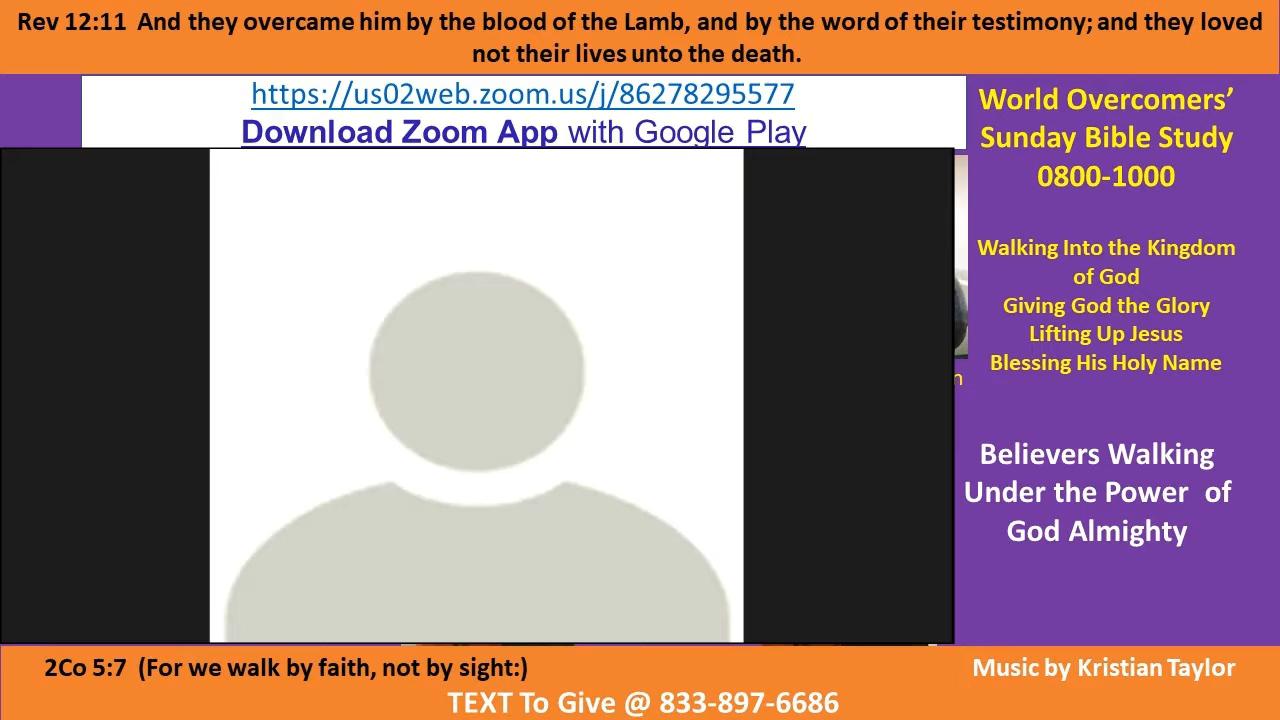 Rev 12:11 And they overcame him by the blood of the Lamb, and by the word of their testimony; and they loved
not their lives unto the death.
https://us02web.zoom.us/j/86278295577
Download Zoom App with Google Play
World Overcomers’
Sunday Bible Study
0800-1000
Walking Into the Kingdom
of God
Giving God the Glory
Lifting Up Jesus
Blessing His Holy Name
Believers Walking
Under the Power of
God Almighty
2Co 5:7 (For we walk by faith, not by sight:)
Music by Kristian Taylor
TEXT To Give @ 833-897-6686